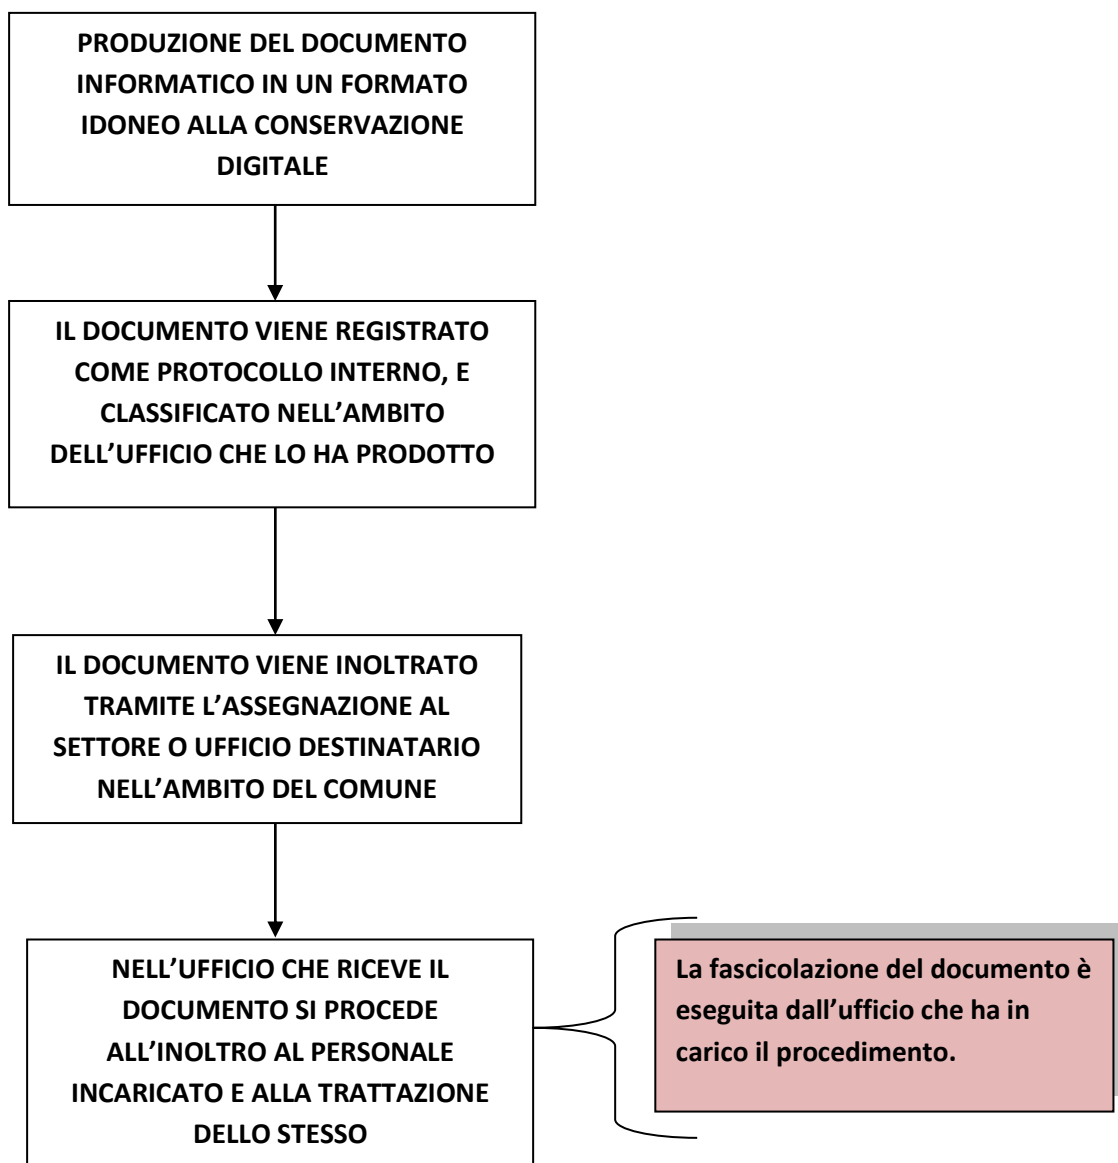 PRODUZIONE DEL DOCUMENTO
INFORMATICO IN UN FORMATO
IDONEO ALLA CONSERVAZIONE
DIGITALE
IL DOCUMENTO VIENE REGISTRATO
COME PROTOCOLLO INTERNO, E
CLASSIFICATO NELL’AMBITO
DELL’UFFICIO CHE LO HA PRODOTTO
IL DOCUMENTO VIENE INOLTRATO
TRAMITE L’ASSEGNAZIONE AL
SETTORE O UFFICIO DESTINATARIO
NELL’AMBITO DEL COMUNE
NELL’UFFICIO CHE RICEVE IL
DOCUMENTO SI PROCEDE
ALL’INOLTRO AL PERSONALE
INCARICATO E ALLA TRATTAZIONE
DELLO STESSO
La fascicolazione del documento è
eseguita dall’ufficio che ha in
carico il procedimento.